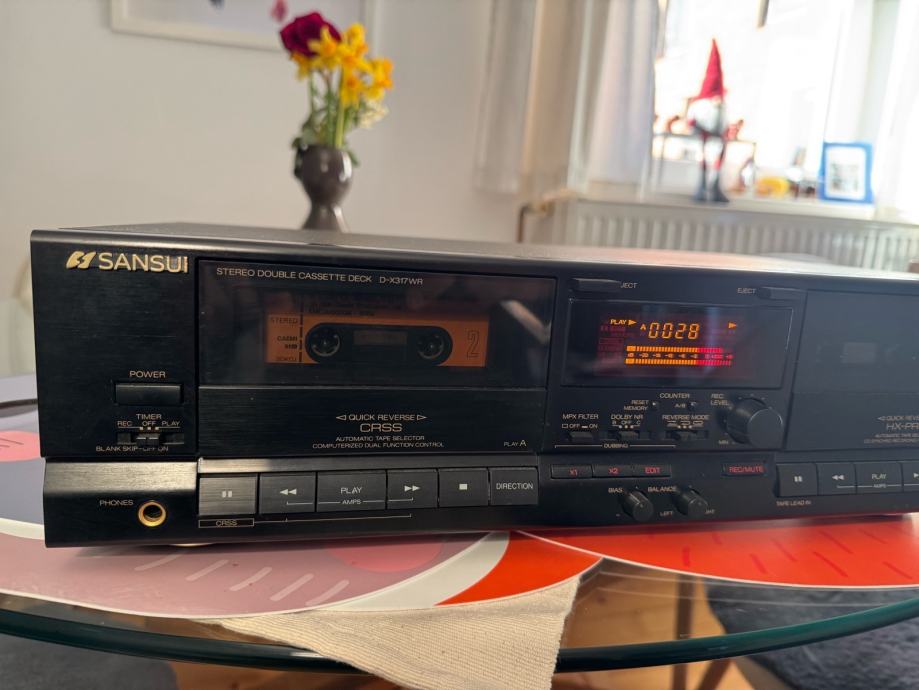 SANSUI
STEREO DOUBLE CASSETTE DECK D-X317WR
STEREO
2
POWER
TIMER
REC OFF PLAY
BLANK SKIP-OFF ON
PHONES
QUICK REVERSE
CRSS
AUTOMATIC TAPE SELECTOR
COMPUTERIZED DUAL FUNCTION CONTROL
PLAY A
PLAY
AMPS
DIRECTION
CRSS
EJECT
PLAY
A 0028
COUNTER
RESET
MEMORY
A/B
REC
LEVEL
MPX FILTER
OFF ON
DOLBY NR
B OFF C
REVERSE MODE
DUBBING
MIN
X1
X2
EDIT
REC/MUTE
BIAS
BALANCE
LEFT
QUICK REVERSE
HX-PR
PLAY
AMPS
TAPE LEAD IN